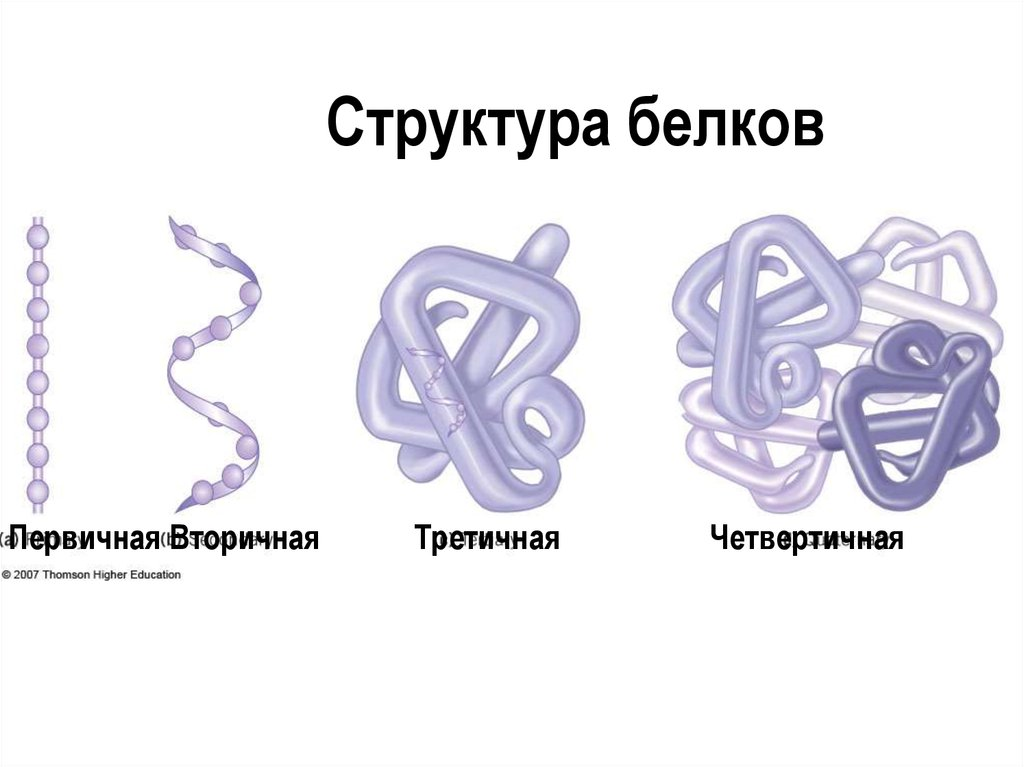 Структура белков
(a) Первичная (b) Вторичная Третичная Четвертичная
© 2007 Thomson Higher Education